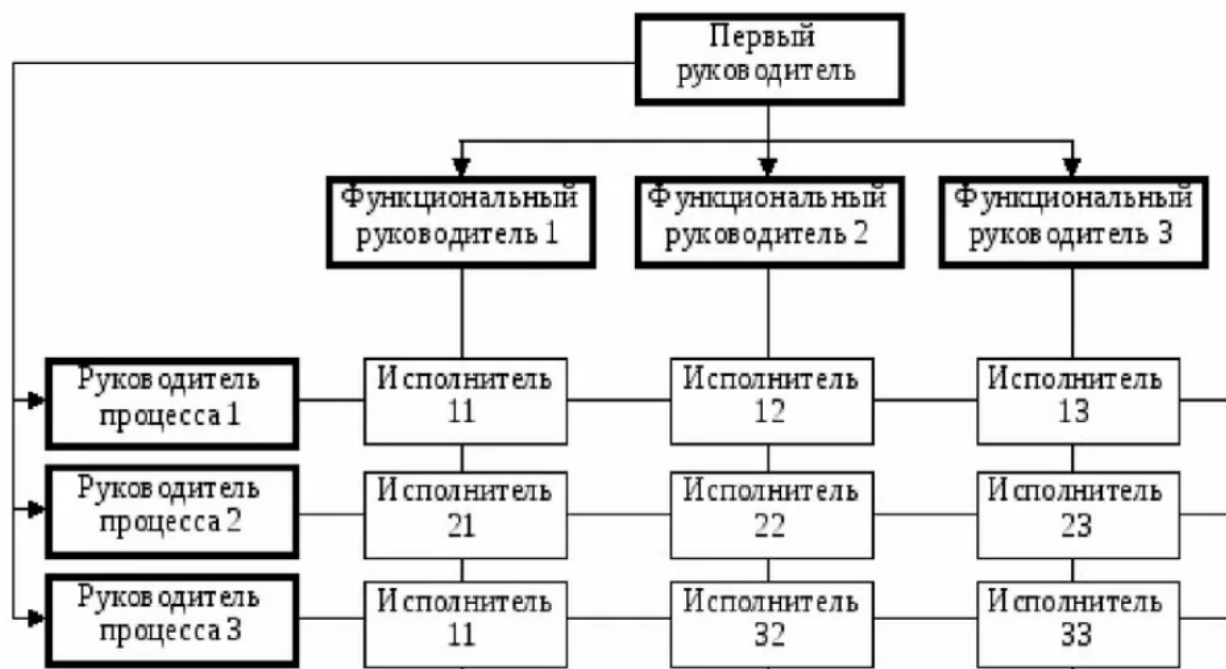 Первый
руководитель
Функциональный
руководитель 1
Функциональный
руководитель 2
Функциональный
руководитель 3
Руководитель
процесса 1
Исполнитель
11
Исполнитель
12
Исполнитель
13
Руководитель
процесса 2
Исполнитель
21
Исполнитель
22
Исполнитель
23
Руководитель
процесса 3
Исполнитель
11
Исполнитель
32
Исполнитель
33